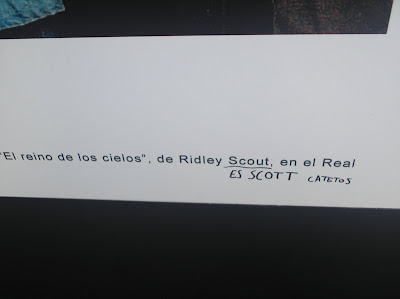 "El reino de los cielos", de Ridley Scout, en el Real
ES SCOTT CATETOS